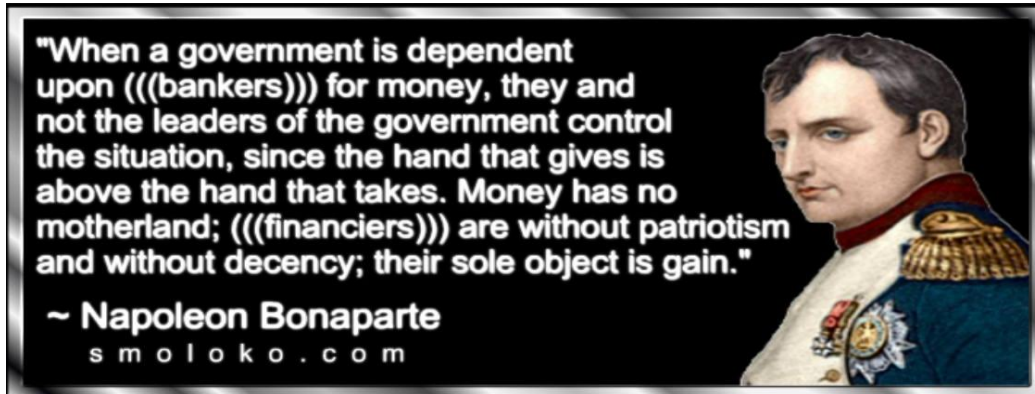 "When a government is dependent
upon (((bankers))) for money, they and
not the leaders of the government control
the situation, since the hand that gives is
above the hand that takes. Money has no
motherland; (((financiers))) are without patriotism
and without decency; their sole object is gain."
~ Napoleon Bonaparte
smoloko.com